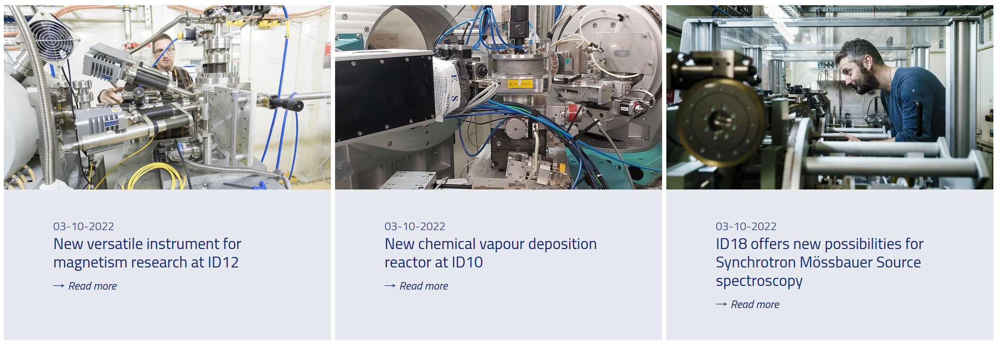 SiriusSD
03-10-2022
New versatile instrument for
magnetism research at ID12
→ Read more
03-10-2022
New chemical vapour deposition
reactor at ID10
→ Read more
03-10-2022
ID18 offers new possibilities for
Synchrotron Mössbauer Source
spectroscopy
→ Read more